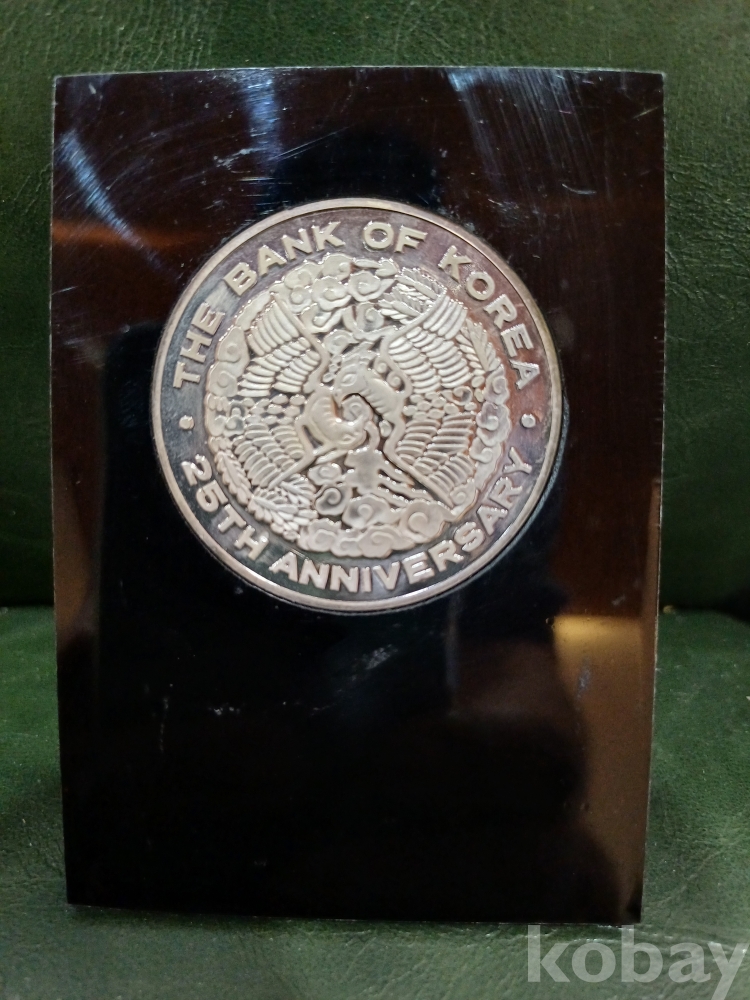 THE BANK OF KOREA
25TH ANNIVERSARY
kobay